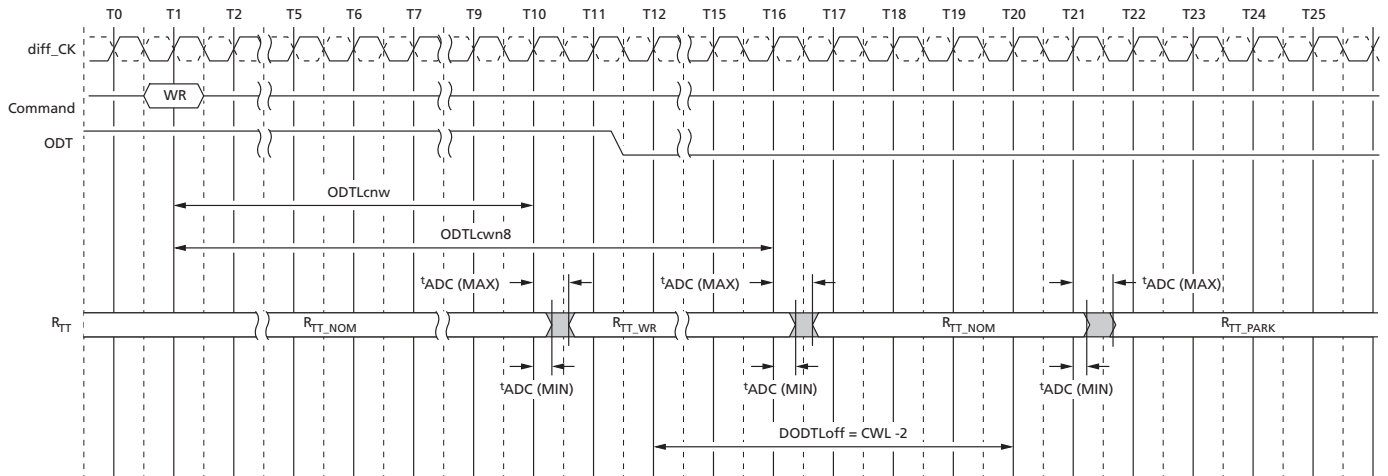 T0 T1 T2 T5 T6 T7 T9 T10 T11 T12 T15 T16 T17 T18 T19 T20 T21 T22 T23 T24 T25
diff_CK
Command WR
ODT
ODTLcnw
ODTLcwn8
tADC (MAX) tADC (MAX) tADC (MAX)
RTT RTT_NOM RTT_WR RTT_NOM RTT_PARK
tADC (MIN) tADC (MIN) tADC (MIN)
DODTLoff = CWL -2